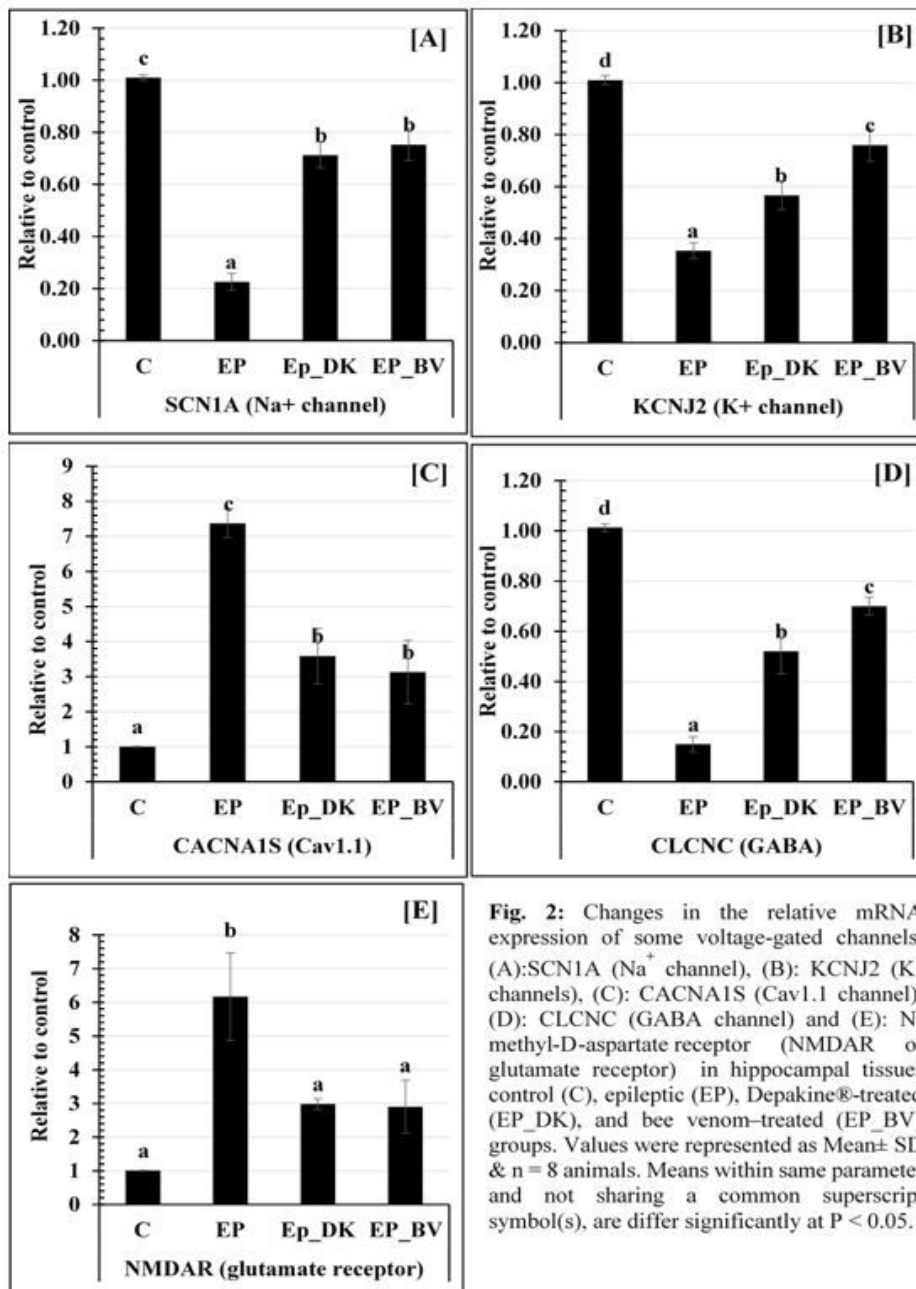 [A]
1.20
1.00
0.80
0.60
0.40
0.20
0.00
Relative to control
c
a
b
b
C EP Ep_DK EP_BV
SCN1A (Na+ channel)
[B]
1.20
1.00
0.80
0.60
0.40
0.20
0.00
Relative to control
d
a
b
c
C EP Ep_DK EP_BV
KCNJ2 (K+ channel)
[C]
9
8
7
6
5
4
3
2
1
0
Relative to control
a
c
b
b
C EP Ep_DK EP_BV
CACNA1S (Cav1.1)
[D]
1.20
1.00
0.80
0.60
0.40
0.20
0.00
Relative to control
d
a
b
c
C EP Ep_DK EP_BV
CLCNC (GABA)
[E]
8
7
6
5
4
3
2
1
0
Relative to control
a
b
a
a
C EP Ep_DK EP_BV
NMDAR (glutamate receptor)
Fig. 2: Changes in the relative mRNA
expression of some voltage-gated channels
(A):SCN1A (Na+ channel), (B): KCNJ2 (K
channels), (C): CACNA1S (Cav1.1 channel)
(D): CLCNC (GABA channel) and (E): N
methyl-D-aspartate receptor (NMDAR o
glutamate receptor) in hippocampal tissue
control (C), epileptic (EP), Depakine®-treated
(EP_DK), and bee venom–treated (EP_BV
groups. Values were represented as Mean± SD
& n = 8 animals. Means within same paramete
and not sharing a common superscrip
symbol(s), are differ significantly at P < 0.05.